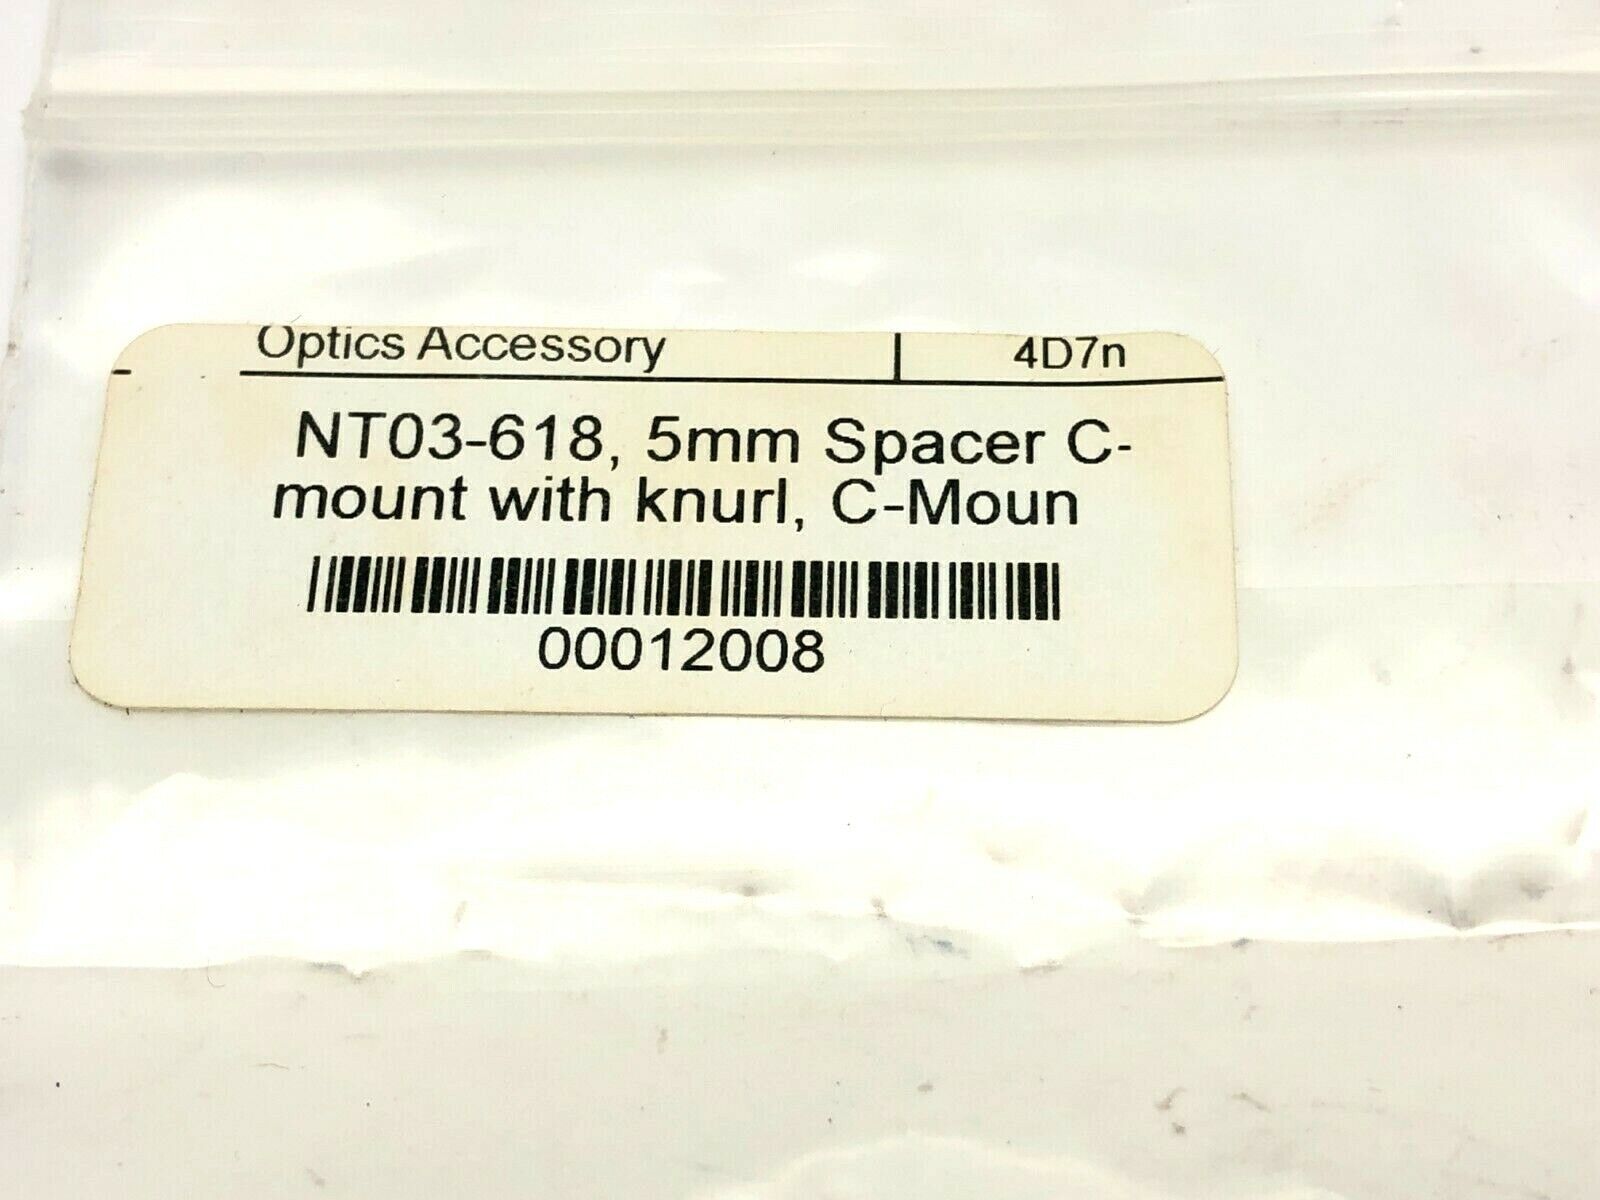 Optics Accessory 4D7n
NT03-618, 5mm Spacer C-
mount with knurl, C-Moun
00012008